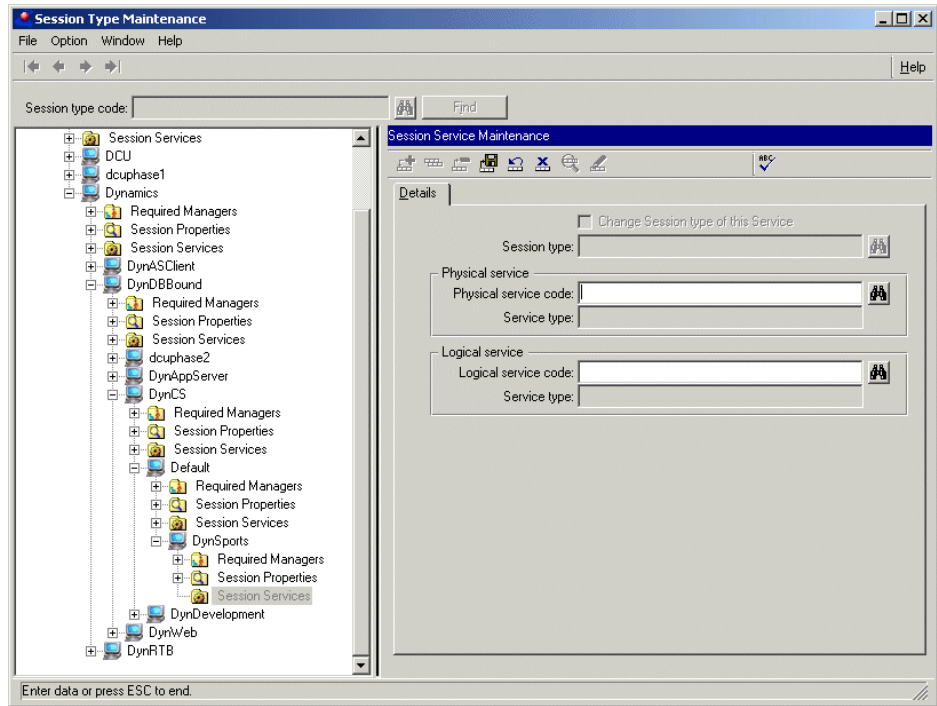 Session Type Maintenance
File Option Window Help
Help
Session type code:
Find
Session Services
DCU
dcuphase1
Dynamics
Required Managers
Session Properties
Session Services
DynASClient
DynDBBound
Required Managers
Session Properties
Session Services
dcuphase2
DynAppServer
DynCS
Required Managers
Session Properties
Session Services
Default
Required Managers
Session Properties
Session Services
DynSports
Required Managers
Session Properties
Session Services
DynDevelopment
DynWeb
DynRTB
Session Service Maintenance
ABC
Details
Change Session type of this Service
Session type:
Physical service
Physical service code:
Service type:
Logical service
Logical service code:
Service type:
Enter data or press ESC to end.